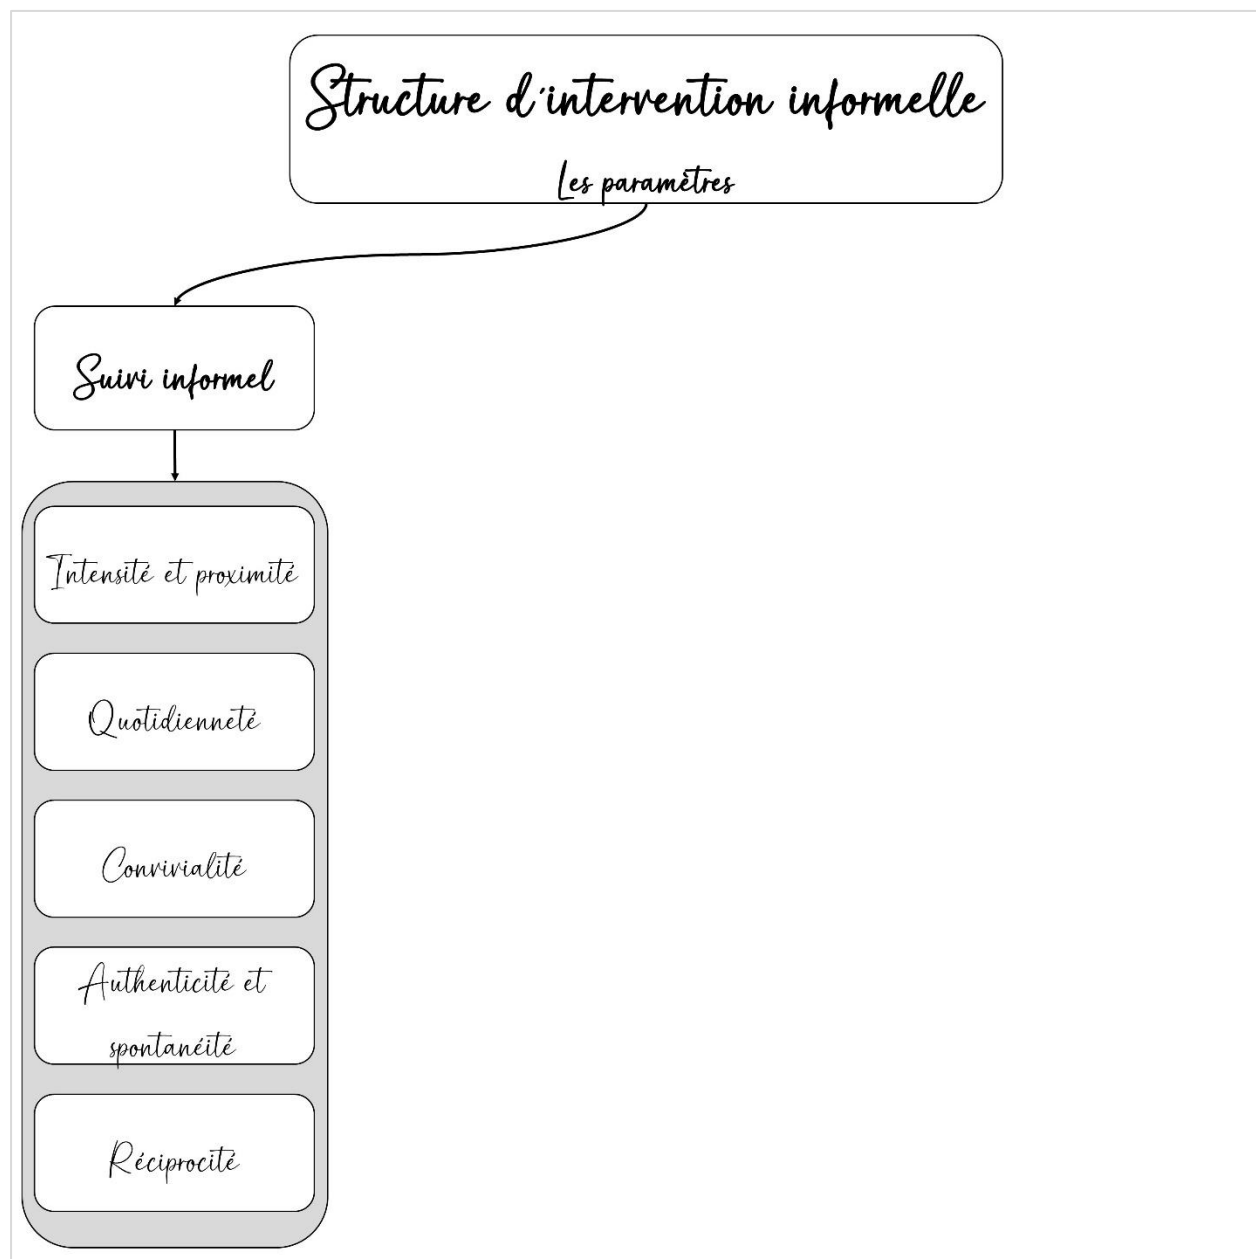 Structure d'intervention informelle
Les paramètres
Suivi informel
Intensité et proximité
Quotidienneté
Convivialité
Authenticité et
spontanéité
Réciprocité